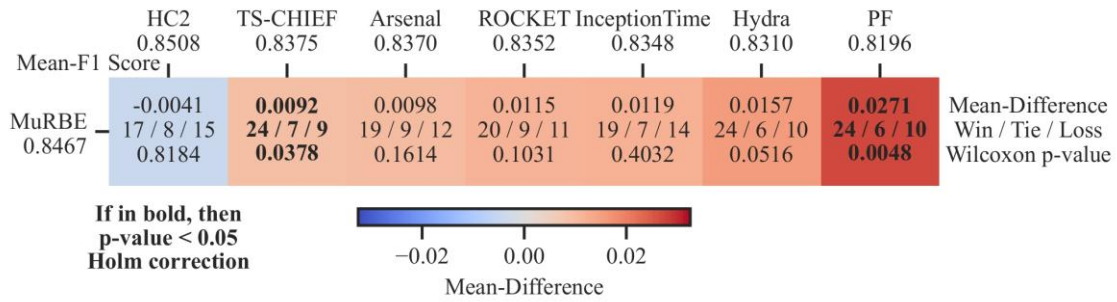 HC2 TS-CHIEF Arsenal ROCKET InceptionTime Hydra PF
0.8508 0.8375 0.8370 0.8352 0.8348 0.8310 0.8196
Mean-F1 Score
-0.0041 0.0092 0.0098 0.0115 0.0119 0.0157 0.0271 Mean-Difference
MuRBE 17 / 8 / 15 24 / 7 / 9 19 / 9 / 12 20 / 9 / 11 19 / 7 / 14 24 / 6 / 10 24 / 6 / 10 Win / Tie / Loss
0.8467 0.8184 0.0378 0.1614 0.1031 0.4032 0.0516 0.0048 Wilcoxon p-value
If in bold, then
p-value < 0.05
Holm correction
−0.02 0.00 0.02
Mean-Difference